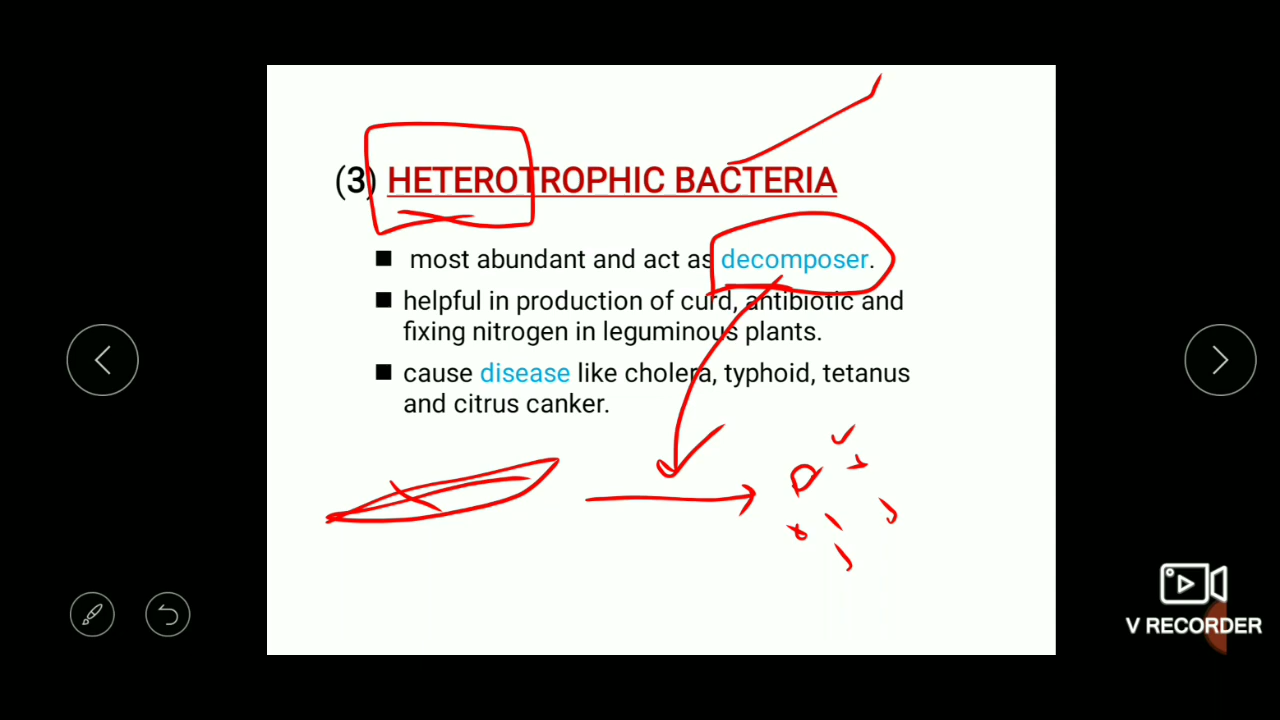 (3) HETEROTROPHIC BACTERIA
■ most abundant and act as decomposer.
■ helpful in production of curd, antibiotic and
fixing nitrogen in leguminous plants.
■ cause disease like cholera, typhoid, tetanus
and citrus canker.
V RECORDER